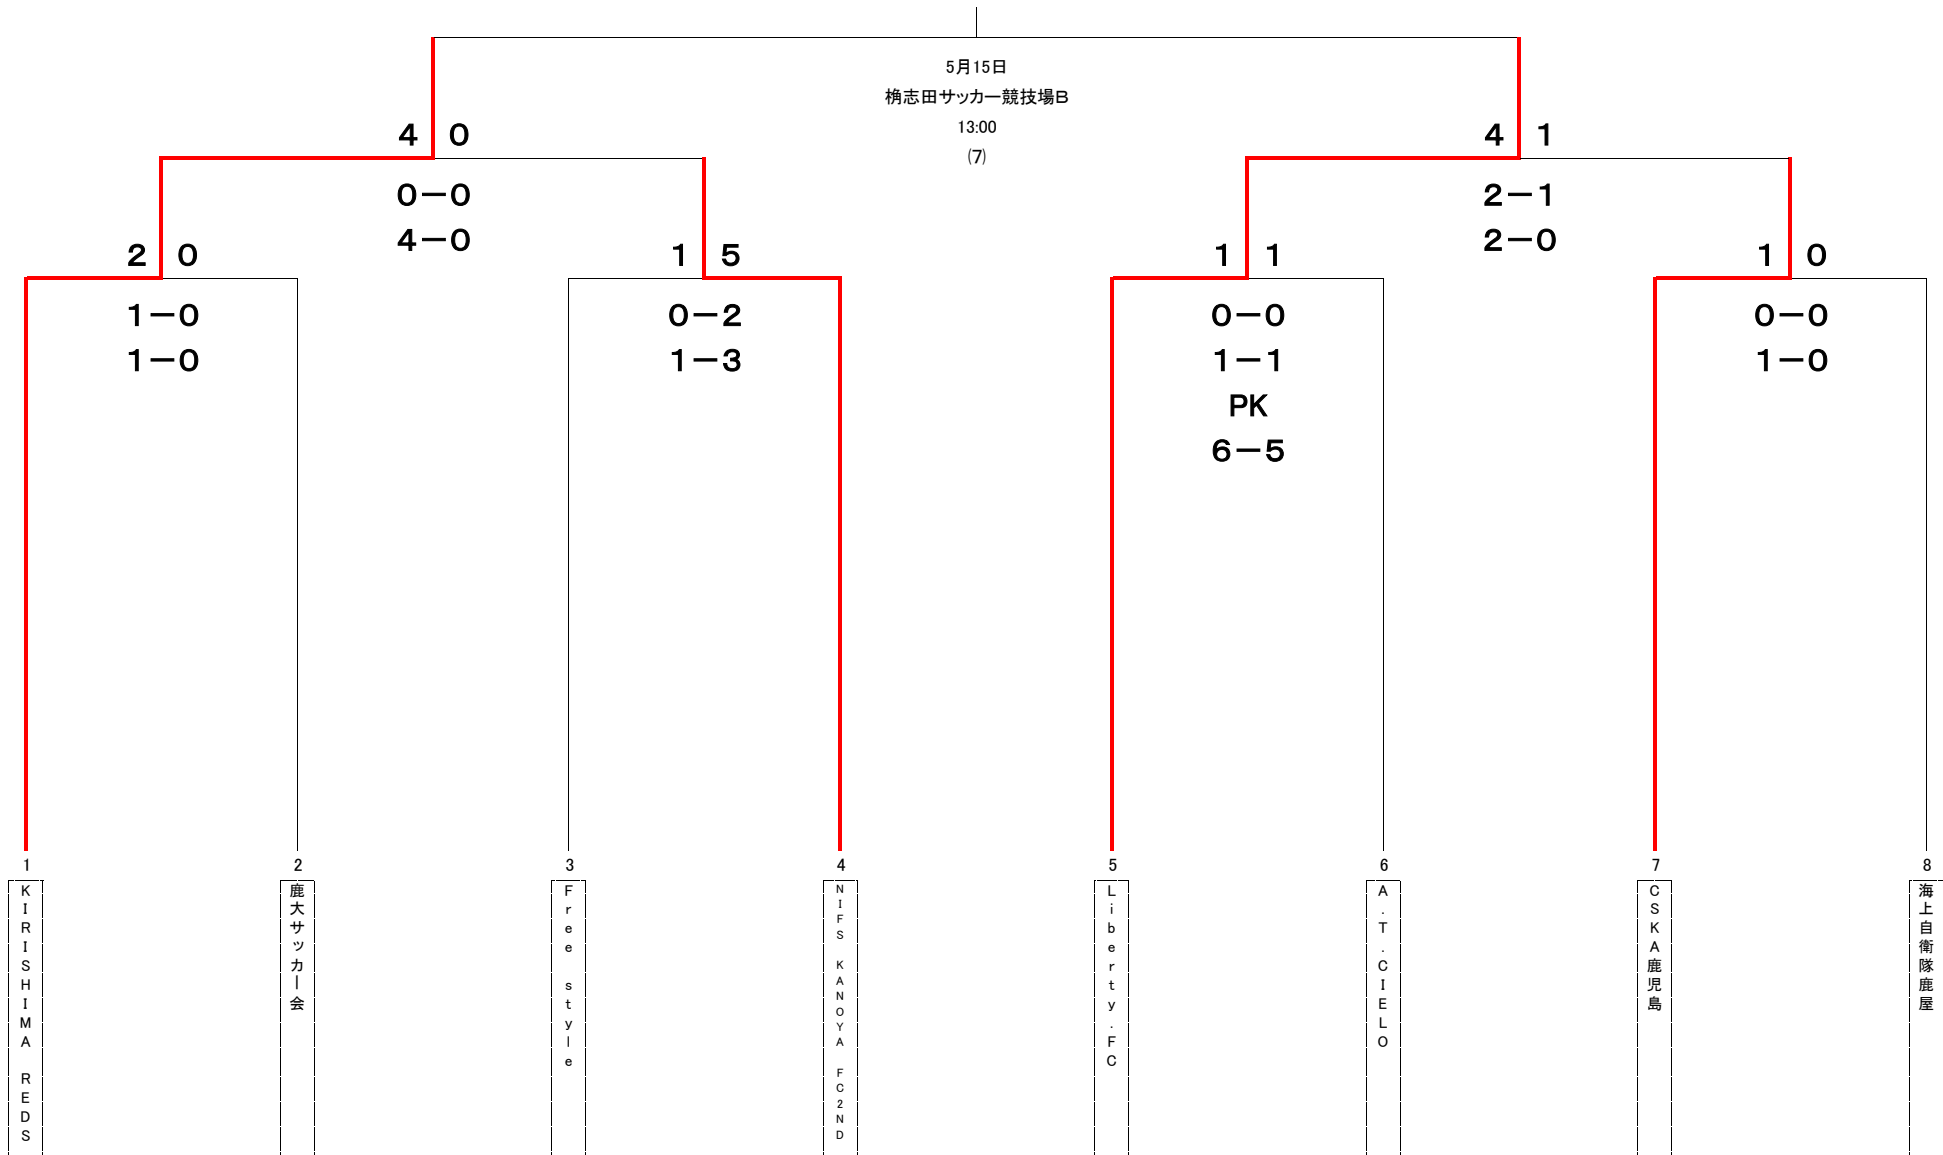 5月15日
桷志田サッカー競技場B
13:00
(7)
4 0
4 1
0－0
4－0
2－1
2－0
2 0
1 5
1 1
1 0
1－0
1－0
0－2
1－3
0－0
1－1
PK
6－5
0－0
1－0
1
2
3
4
5
6
7
8
KIRISHIMA REDS
鹿大サッカー会
Free style
NIFS KANOYA FC2ND
Liberty.FC
A.T.CIELO
CSKA鹿児島
海上自衛隊鹿屋